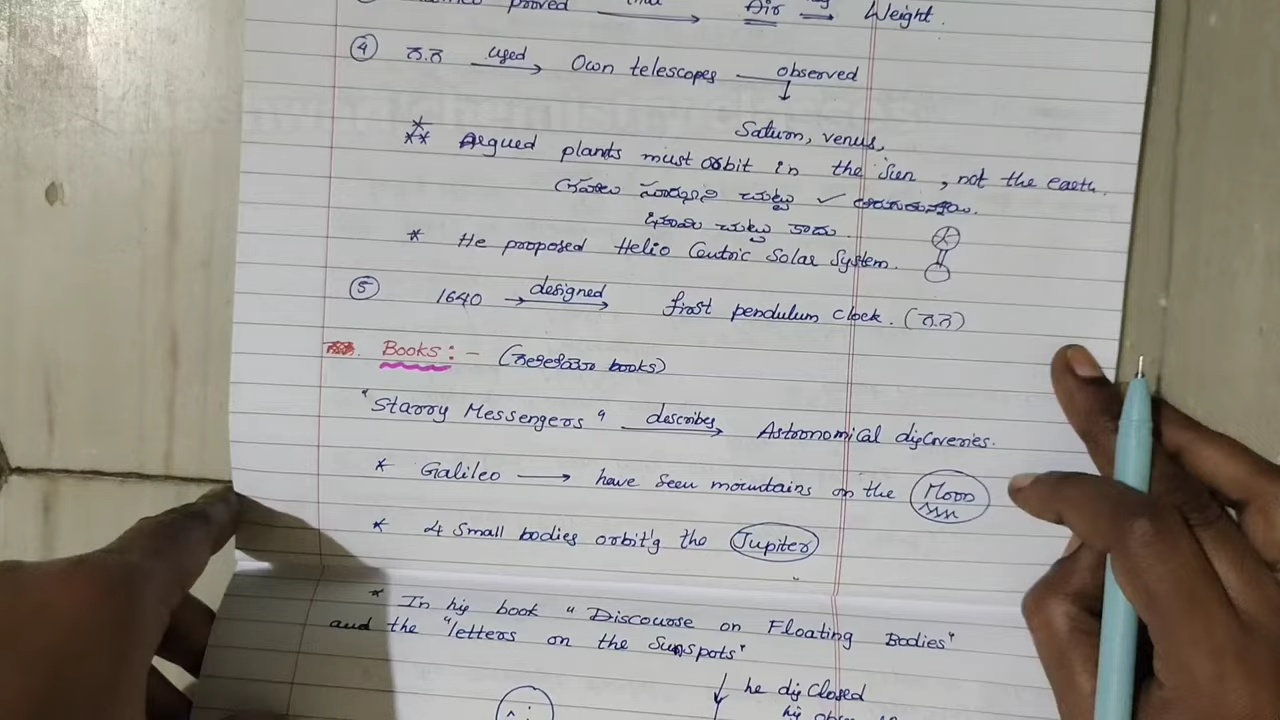 proved that → Air ⇒ Weight.
④ గ.గ used → Own telescopes observed ↓
Saturn, venus,
⁂ Argued plants must orbit in the Sun, not the earth.
చుట్టు ✓
చుట్టు కాదు.
* He proposed Helio Centric Solar System.
⑤ 1640 → designed → first pendulum clock. (గ.గ)
Books:- (books)
"Starry Messengers" describes → Astronomical discoveries.
* Galileo → have seen mountains on the Moon
* 4 small bodies orbit'g the Jupiter
* In his book "Discourse on Floating Bodies"
and the "letters on the Sunspots"
↓ he disclosed
his